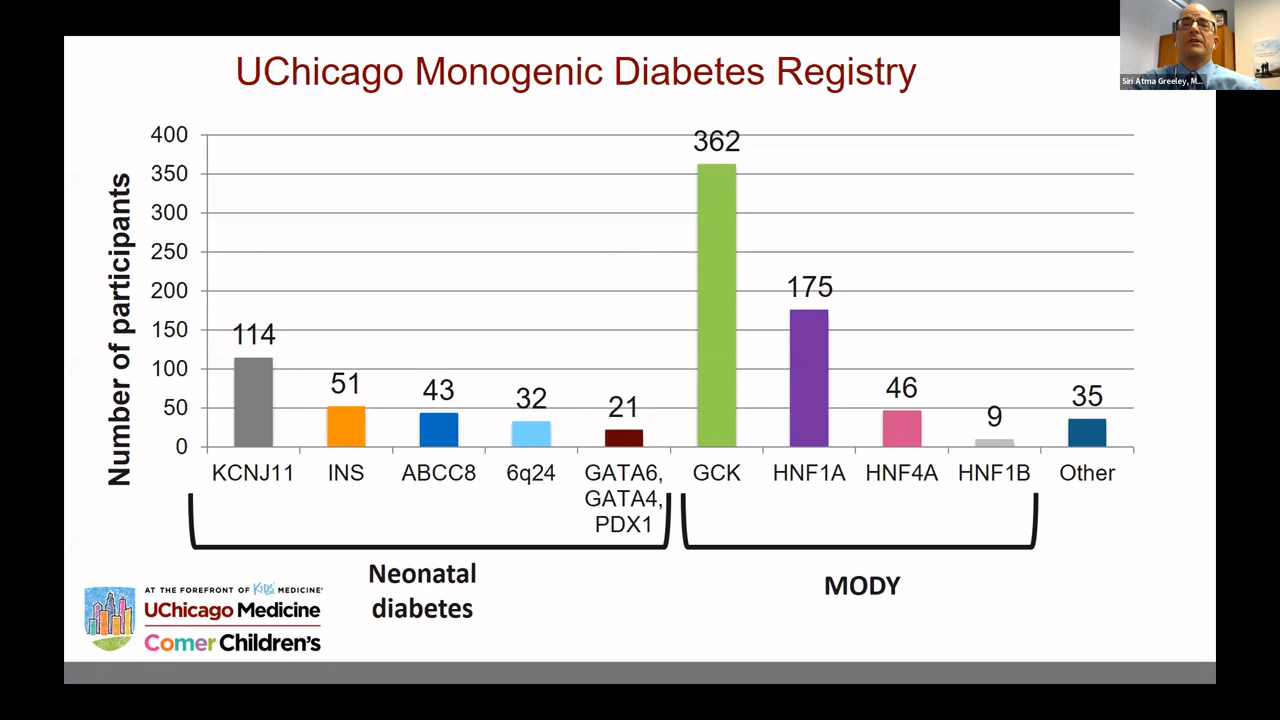 UChicago Monogenic Diabetes Registry
Siri Atma Greeley, M...
Number of participants
400
350
300
250
200
150
100
50
0
114
51
43
32
21
362
175
46
9
35
KCNJ11
INS
ABCC8
6q24
GATA6,
GATA4,
PDX1
GCK
HNF1A
HNF4A
HNF1B
Other
Neonatal
diabetes
MODY
AT THE FOREFRONT OF KIDS' MEDICINE®
UChicago Medicine
Comer Children's